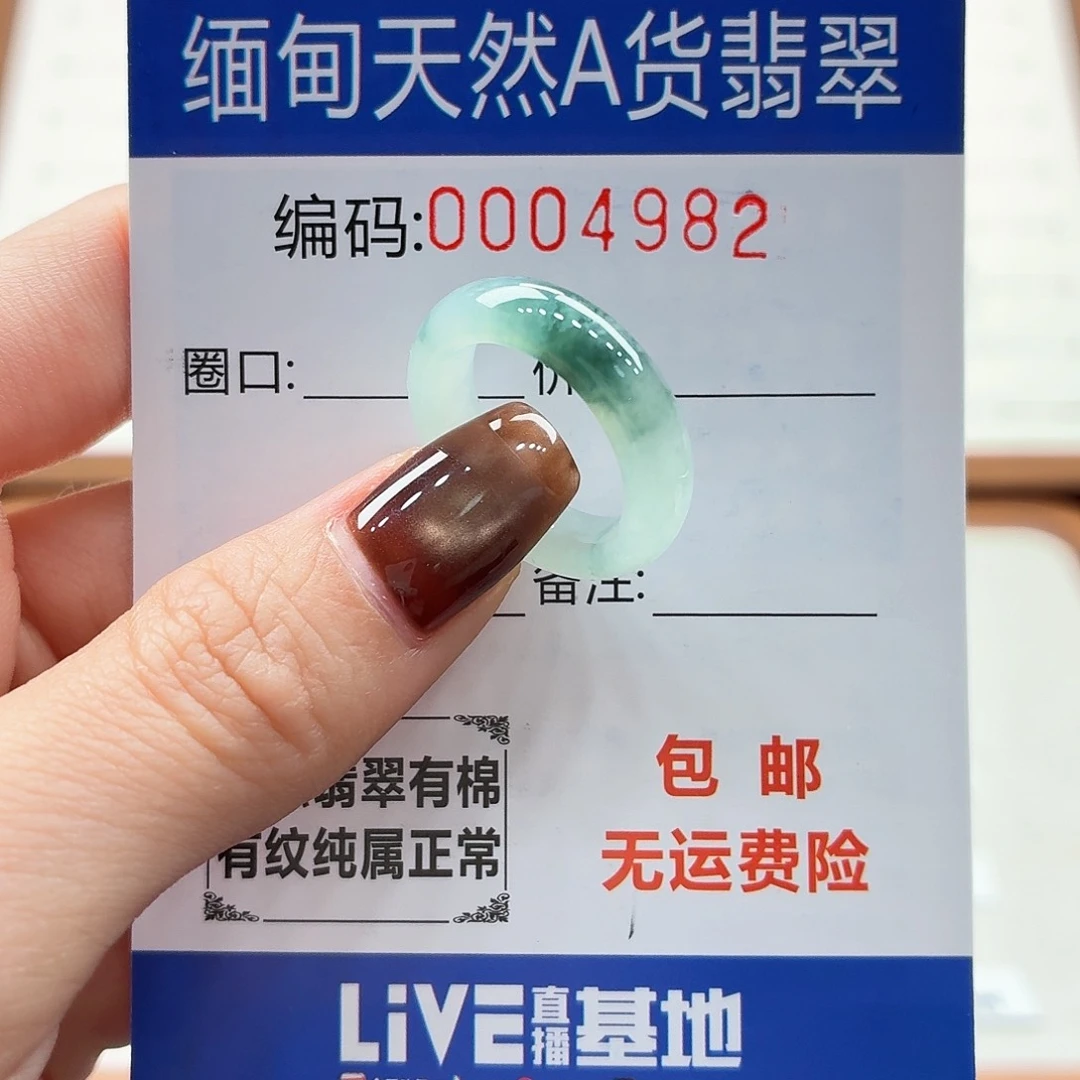 缅甸天然A货翡翠
编码:0004982
圈口: 价
备注:
翡翠有棉
有纹纯属正常
包 邮
无运费险
LiVE直播基地